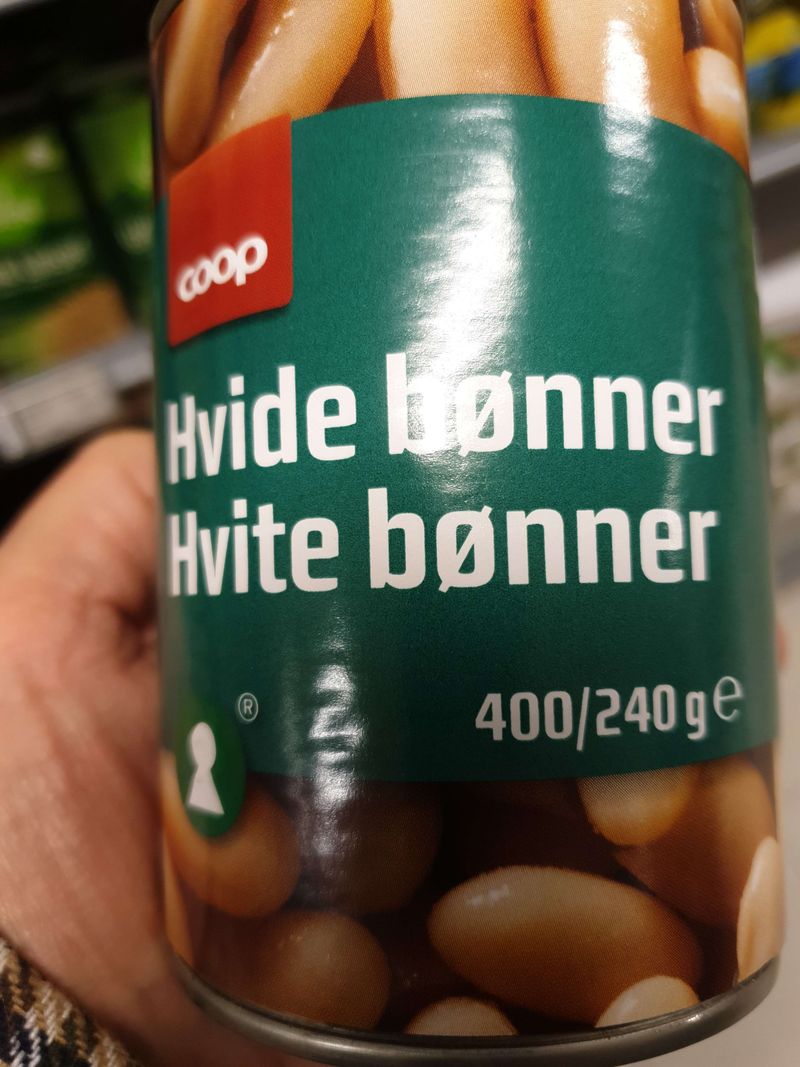 coop
Hvide bønner
Hvite bønner
®
400/240 g e